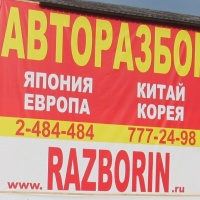 АВТОРАЗБОР
ЯПОНИЯ КИТАЙ
ЕВРОПА КОРЕЯ
2-484-484 777-24-98
www.RAZBORIN.ru